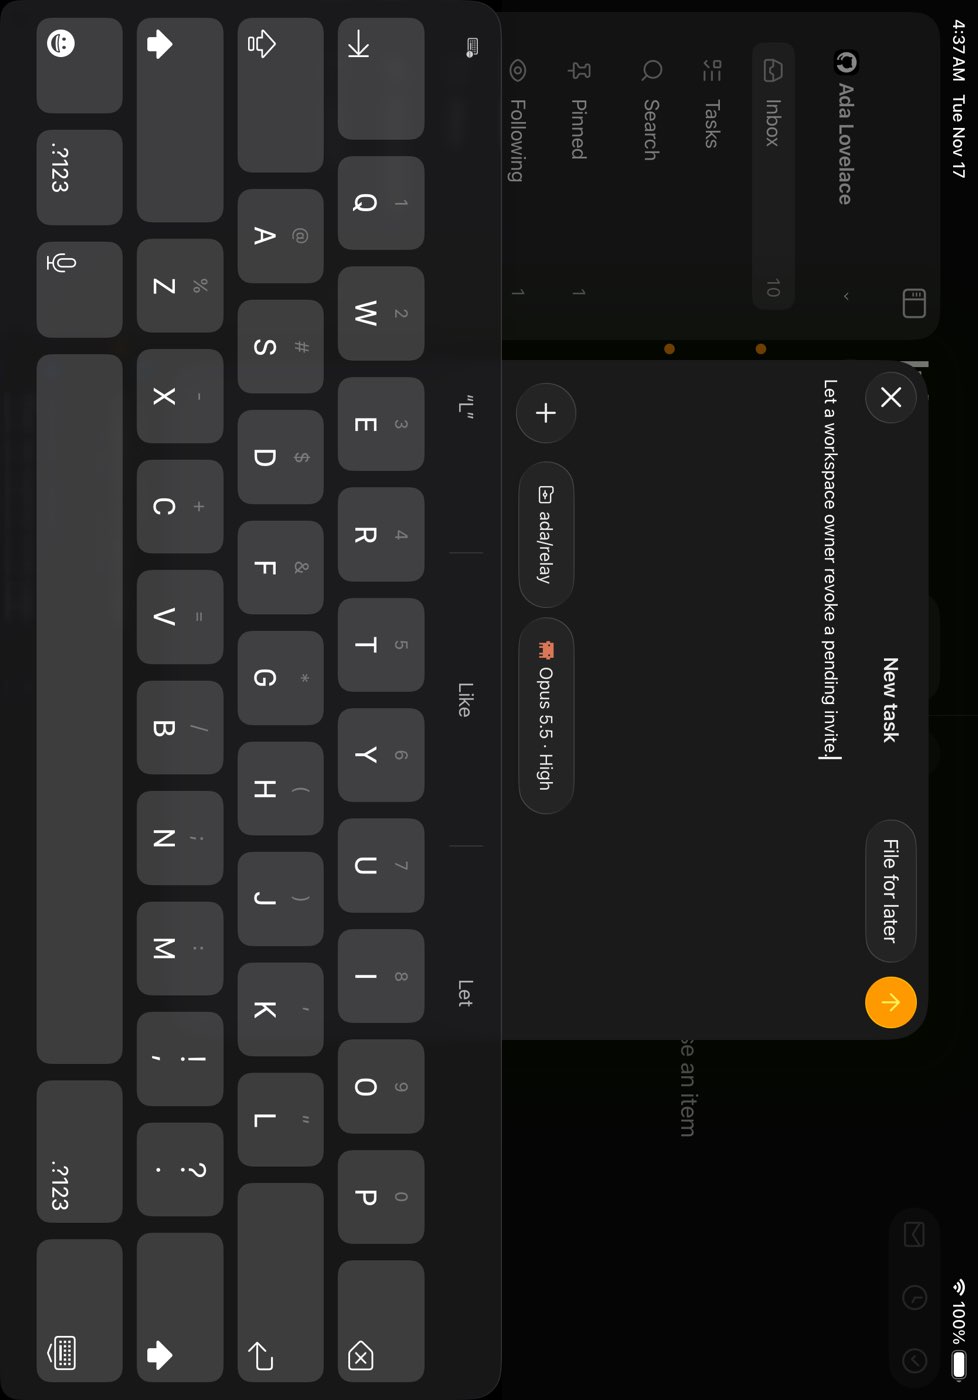 4:37 AM Tue Nov 17
100%
Ada Lovelace
Inbox 10
Tasks
Search
Pinned 1
Following 1
New task
File for later
Let a workspace owner revoke a pending invite.
se an item
ada/relay
Opus 5.5 · High
“L” Like Let
1 2 3 4 5 6 7 8 9 0
Q W E R T Y U I O P
@ # $ & * ( ) ' "
A S D F G H J K L
% - + = / ; : ! ?
Z X C V B N M , .
.?123 .?123